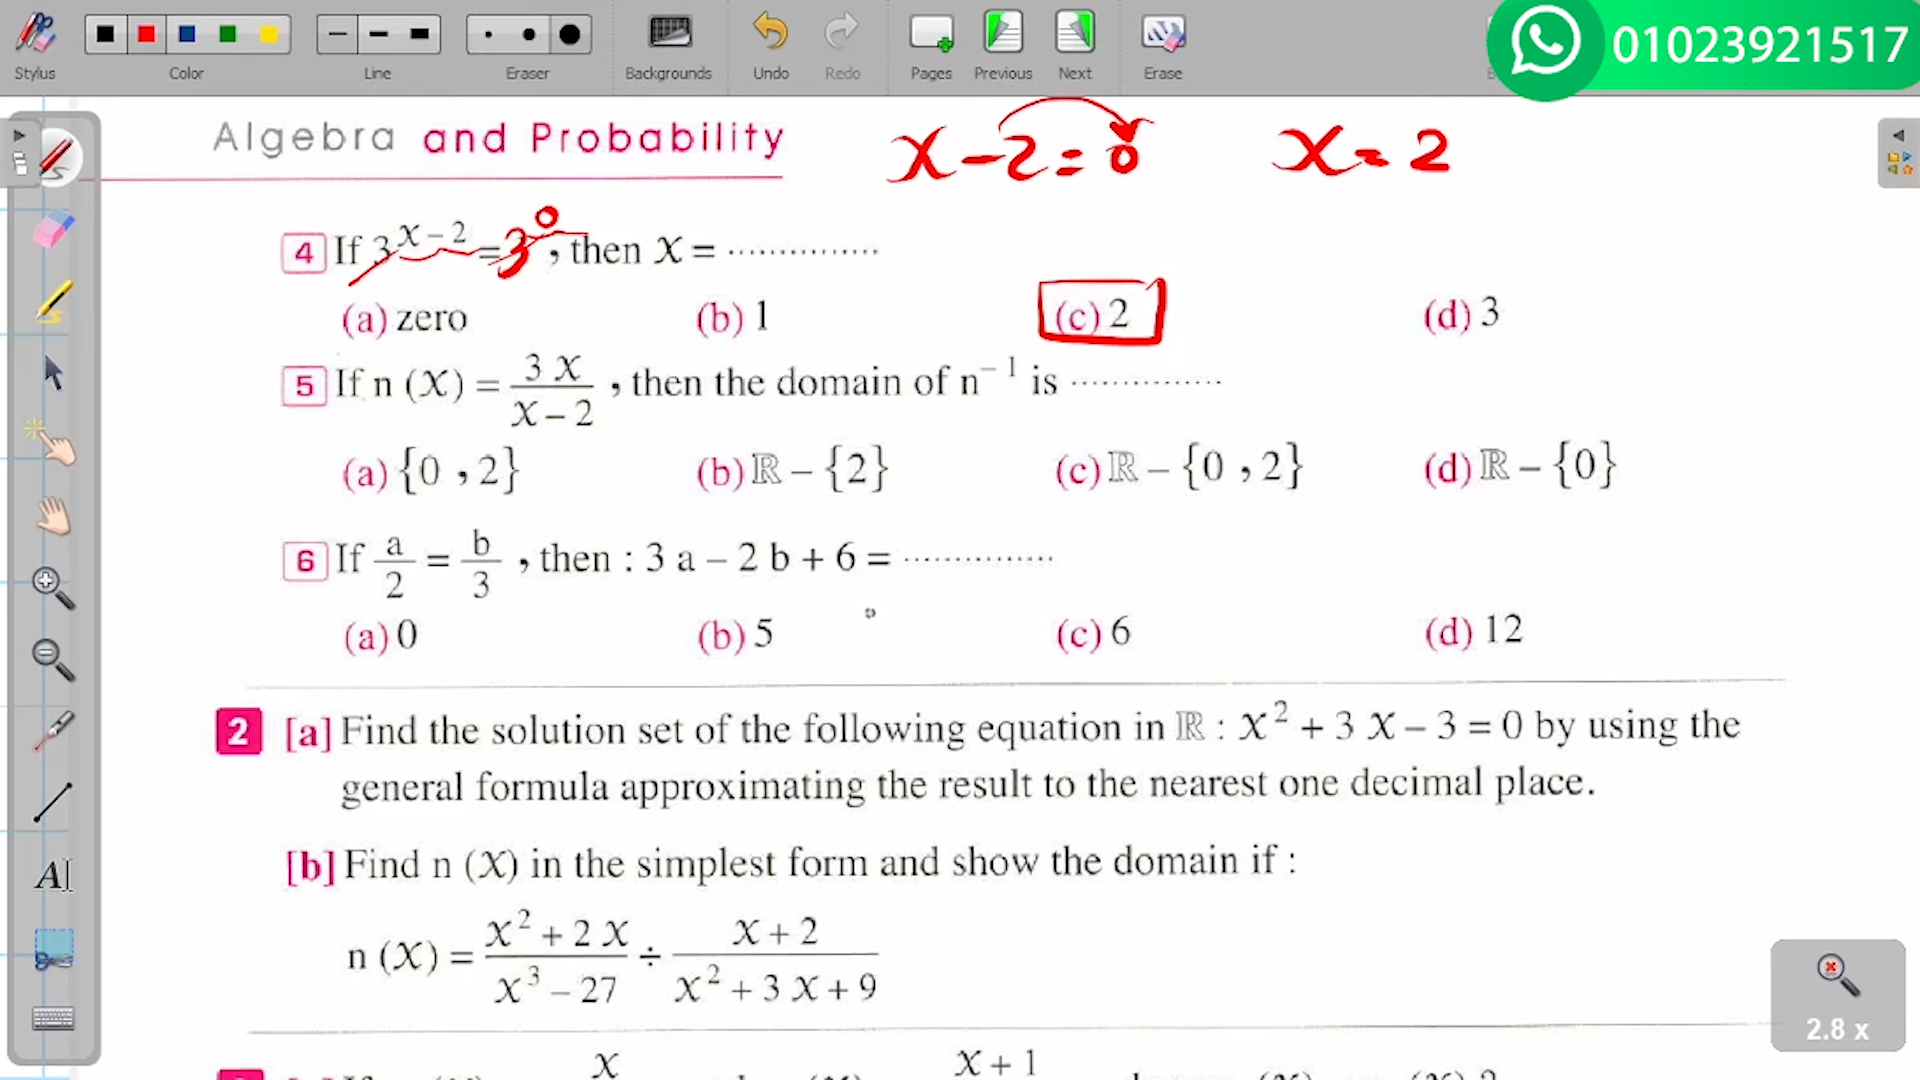 01023921517
Stylus Color Line Eraser Backgrounds Undo Redo Pages Previous Next Erase
Algebra and Probability
x - 2 = 0 x = 2
4 If 3^(x-2) = 3^0 , then x = ...............
(a) zero (b) 1 (c) 2 (d) 3
5 If n (x) = 3x / (x - 2) , then the domain of n⁻¹ is ...............
(a) {0 , 2} (b) ℝ – {2} (c) ℝ – {0 , 2} (d) ℝ – {0}
6 If a/2 = b/3 , then : 3 a – 2 b + 6 = ...............
(a) 0 (b) 5 (c) 6 (d) 12
2 [a] Find the solution set of the following equation in ℝ : x² + 3 x – 3 = 0 by using the
general formula approximating the result to the nearest one decimal place.
[b] Find n (x) in the simplest form and show the domain if :
n (x) = (x² + 2 x) / (x³ – 27) ÷ (x + 2) / (x² + 3 x + 9)
x x + 1
2.8 x